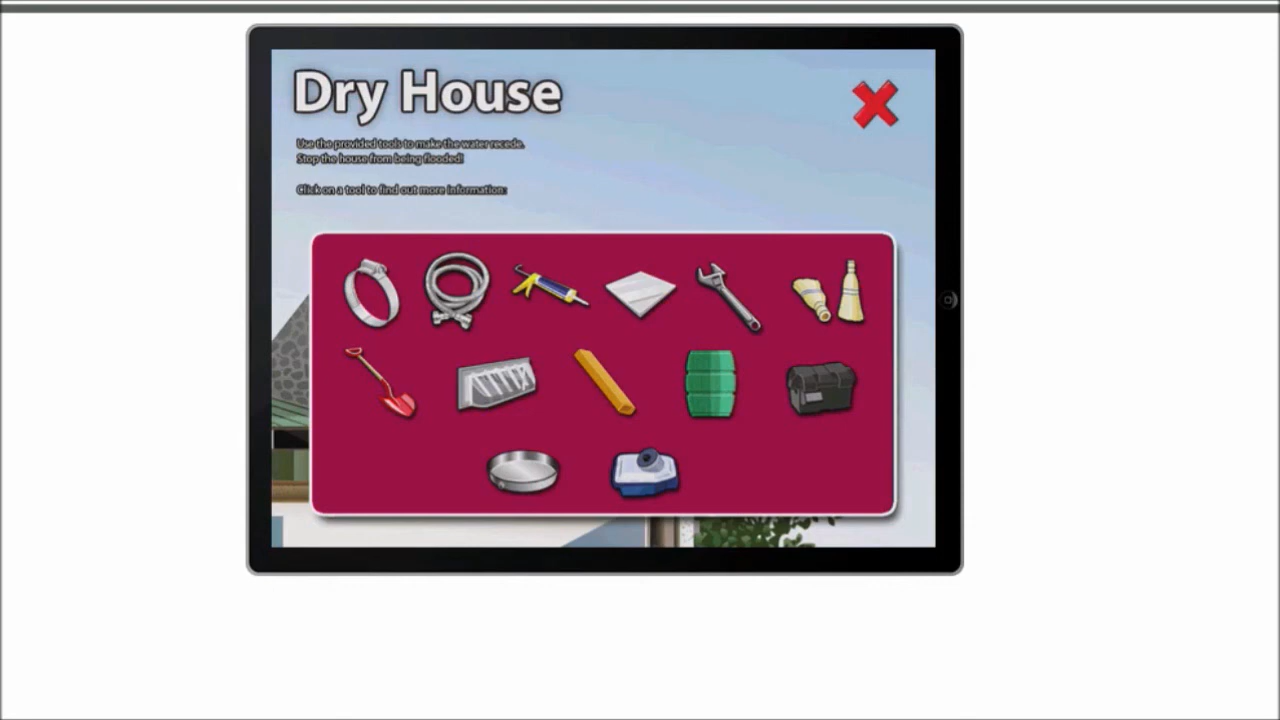 Dry House
Use the provided tools to make the water recede.
Stop the house from being flooded!
Click on a tool to find out more information: